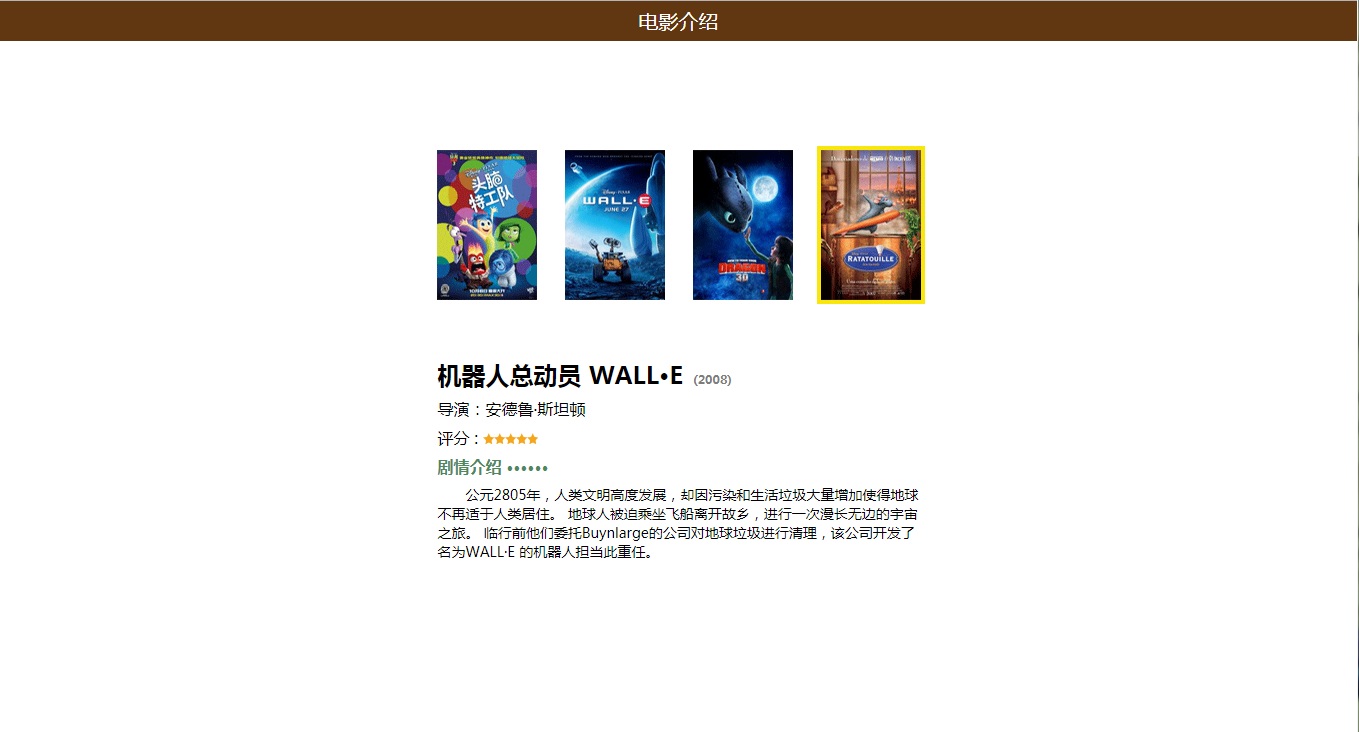 电影介绍
DISNEY·PIXAR
头脑
特工队
Disney·PIXAR
WALL·E
JUNE 27
HOW TO TRAIN YOUR
DRAGON
3D
RATATOUILLE
机器人总动员 WALL•E (2008)
导演：安德鲁·斯坦顿
评分：★★★★★
剧情介绍 ••••••
公元2805年，人类文明高度发展，却因污染和生活垃圾大量增加使得地球
不再适于人类居住。 地球人被迫乘坐飞船离开故乡，进行一次漫长无边的宇宙
之旅。 临行前他们委托Buynlarge的公司对地球垃圾进行清理，该公司开发了
名为WALL·E 的机器人担当此重任。